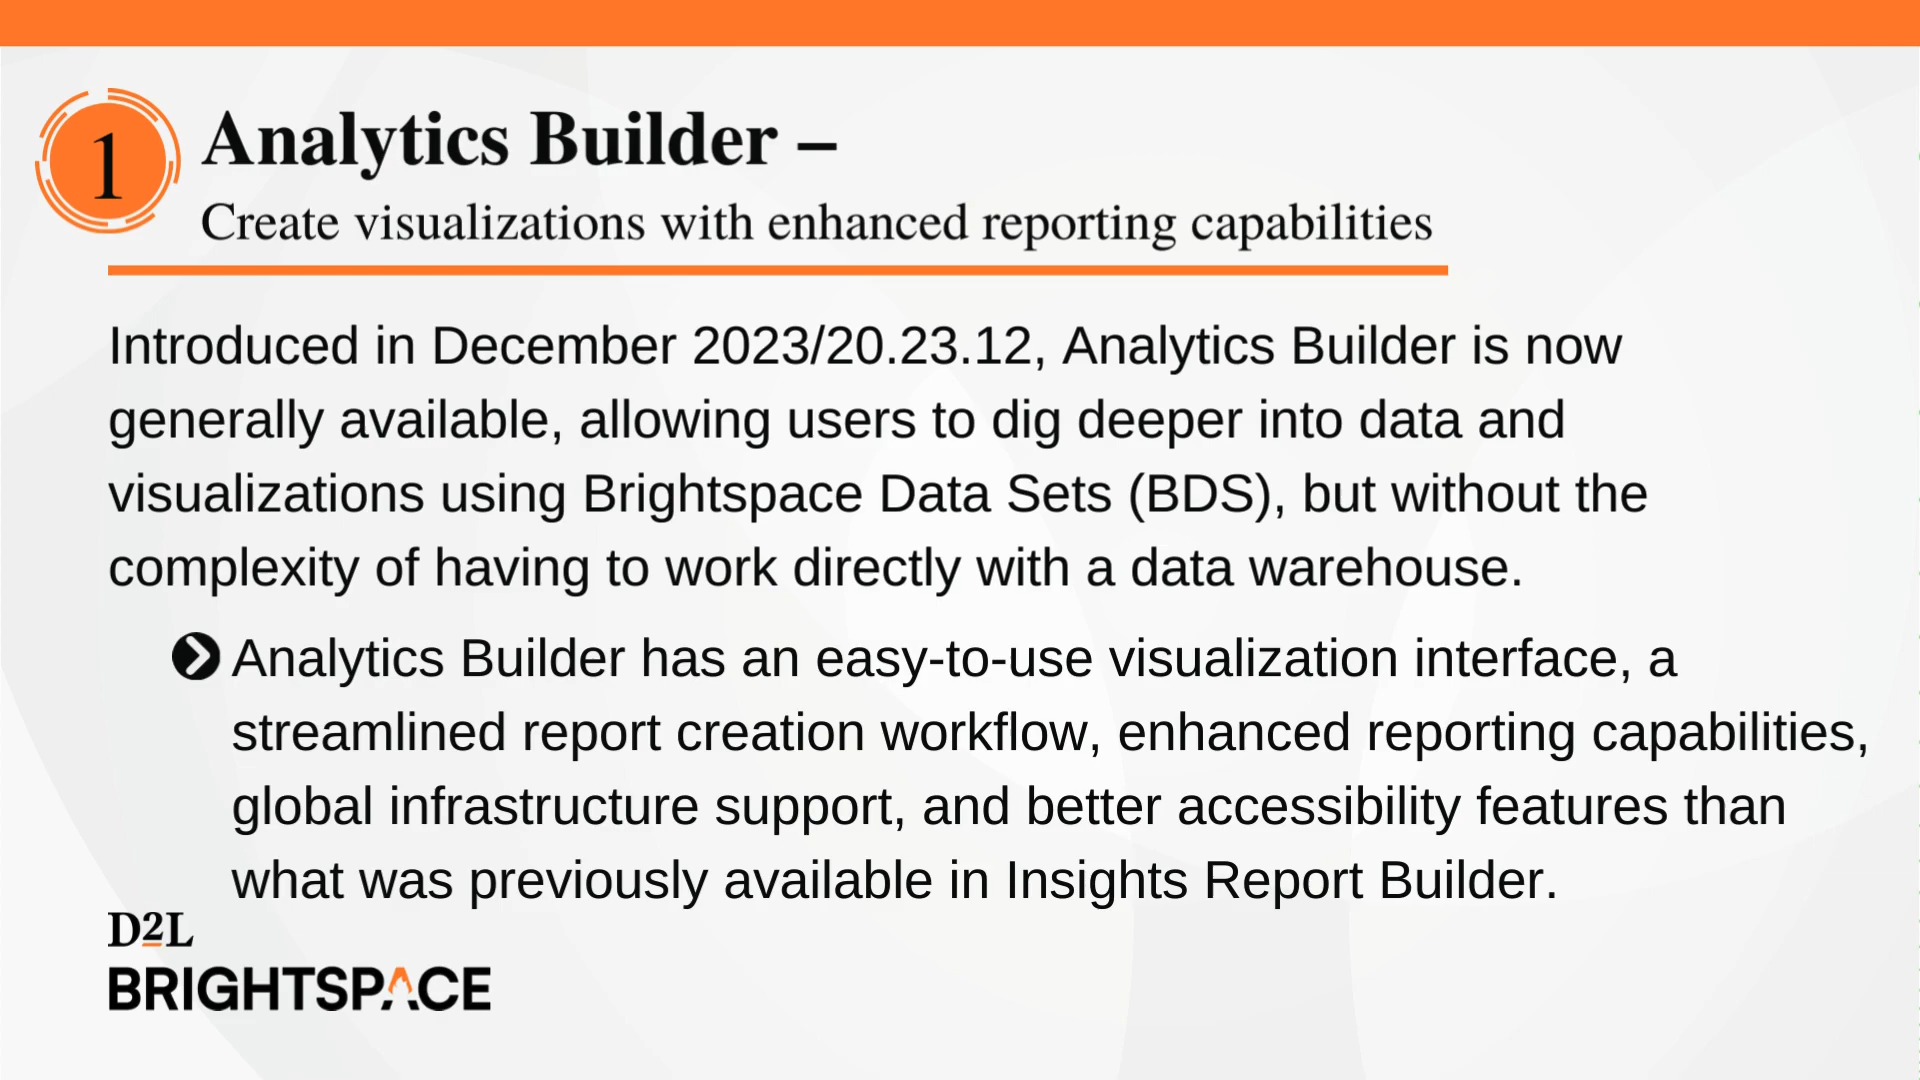 1
Analytics Builder –
Create visualizations with enhanced reporting capabilities
Introduced in December 2023/20.23.12, Analytics Builder is now
generally available, allowing users to dig deeper into data and
visualizations using Brightspace Data Sets (BDS), but without the
complexity of having to work directly with a data warehouse.
Analytics Builder has an easy-to-use visualization interface, a
streamlined report creation workflow, enhanced reporting capabilities,
global infrastructure support, and better accessibility features than
what was previously available in Insights Report Builder.
D2L
BRIGHTSPACE